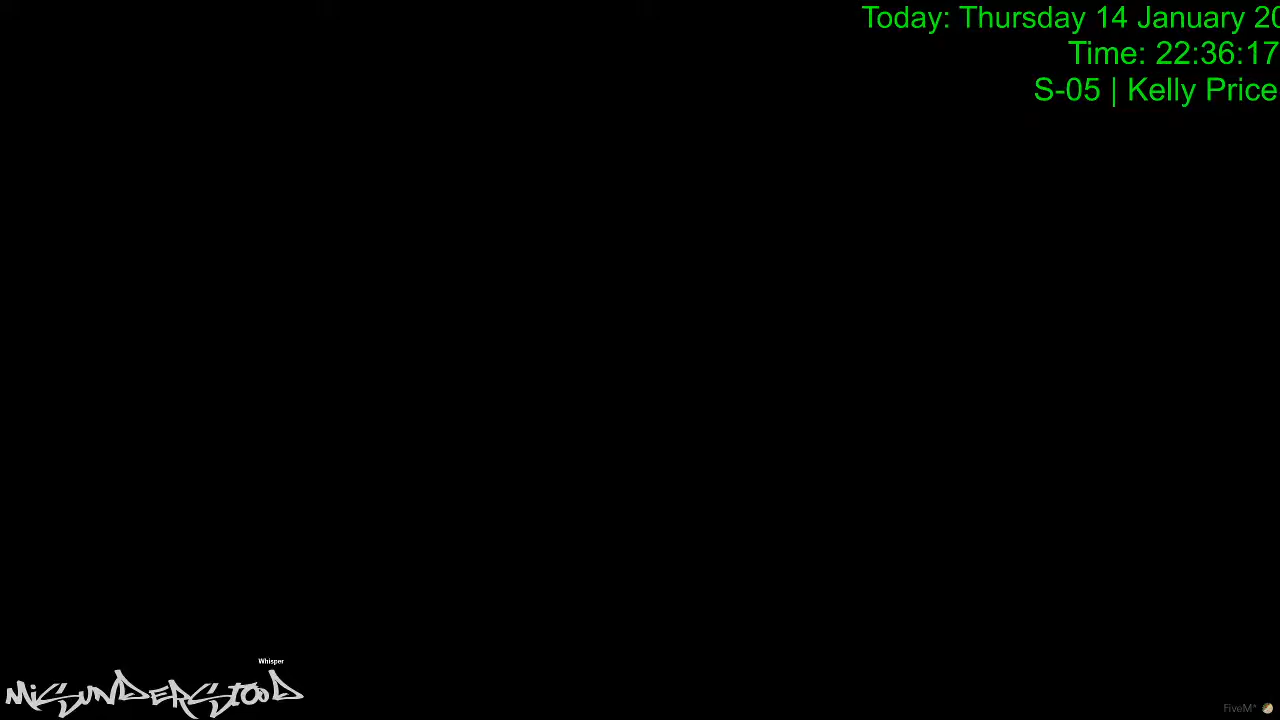 Today: Thursday 14 January 20
Time: 22:36:17
S-05 | Kelly Price
Whisper
MiSUNDERSTOOD
FiveM*